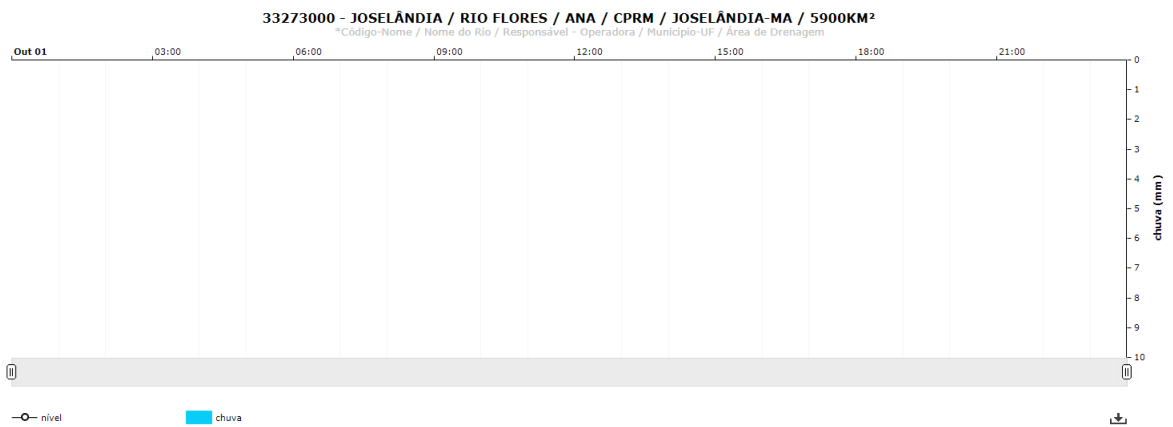 33273000 - JOSELÂNDIA / RIO FLORES / ANA / CPRM / JOSELÂNDIA-MA / 5900KM²
*Código-Nome / Nome do Rio / Responsável - Operadora / Município-UF / Área de Drenagem
Out 01 03:00 06:00 09:00 12:00 15:00 18:00 21:00
0
1
2
3
4
5
6
7
8
9
10
chuva (mm)
nível chuva